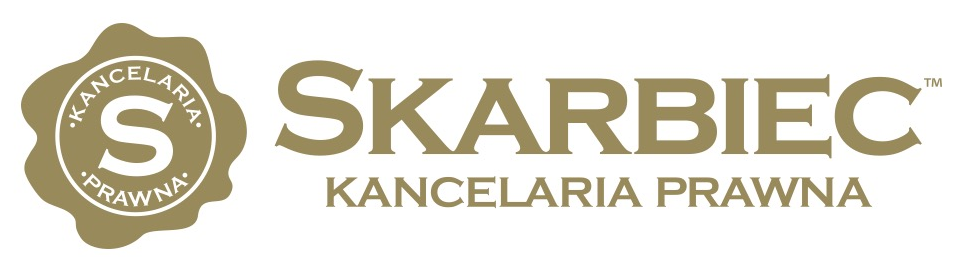 ·KANCELARIA·
S
·PRAWNA·
SKARBIEC™
KANCELARIA PRAWNA